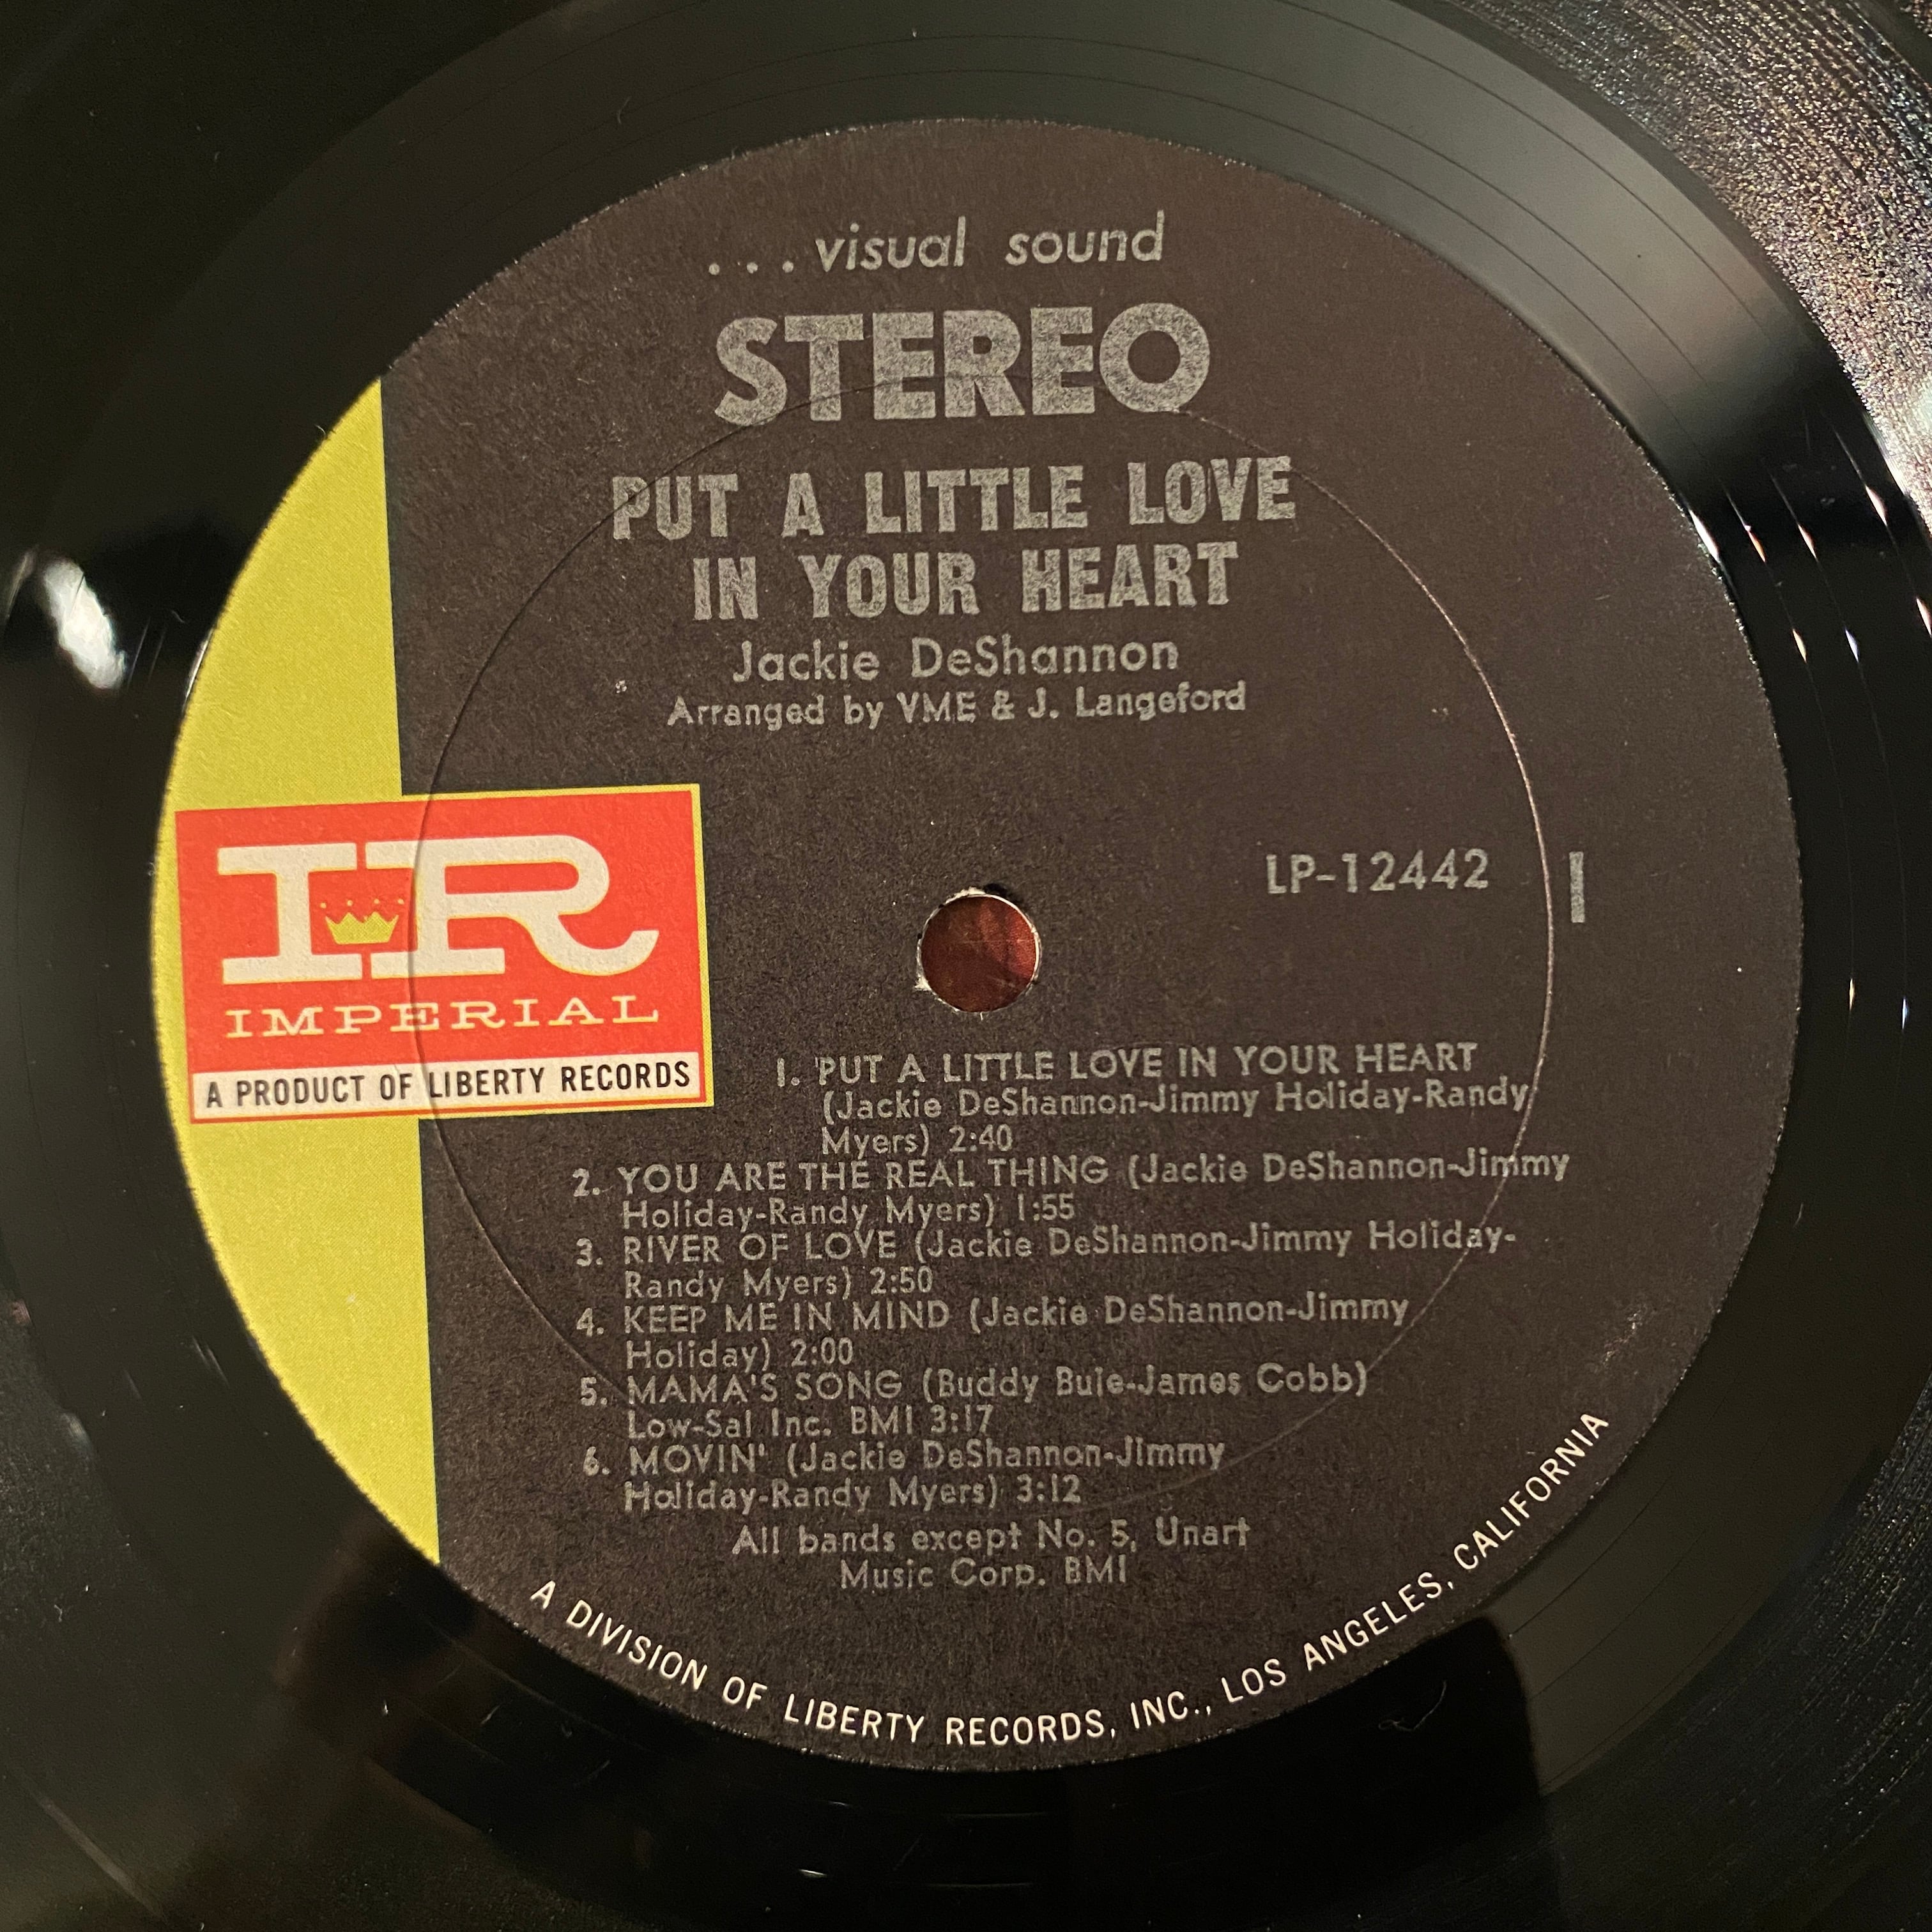 ...visual sound
STEREO
PUT A LITTLE LOVE
IN YOUR HEART
Jackie DeShannon
Arranged by VME & J. Langeford
IR
IMPERIAL
A PRODUCT OF LIBERTY RECORDS
LP-12442
1
1. PUT A LITTLE LOVE IN YOUR HEART
(Jackie DeShannon-Jimmy Holiday-Randy
Myers) 2:40
2. YOU ARE THE REAL THING (Jackie DeShannon-Jimmy
Holiday-Randy Myers) 1:55
3. RIVER OF LOVE (Jackie DeShannon-Jimmy Holiday-
Randy Myers) 2:50
4. KEEP ME IN MIND (Jackie DeShannon-Jimmy
Holiday) 2:00
5. MAMA'S SONG (Buddy Buie-James Cobb)
Low-Sal Inc. BMI 3:17
6. MOVIN' (Jackie DeShannon-Jimmy
Holiday-Randy Myers) 3:12
All bands except No. 5, Unart
Music Corp. BMI
A DIVISION OF LIBERTY RECORDS, INC., LOS ANGELES, CALIFORNIA